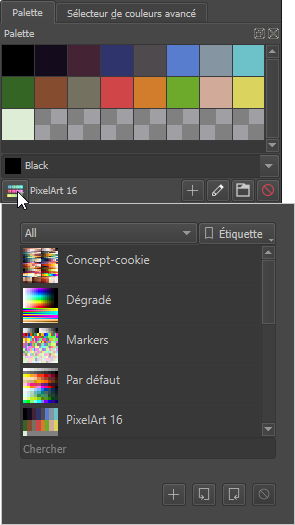 Palette
Sélecteur de couleurs avancé
Palette
Black
PixelArt 16
All
Étiquette
Concept-cookie
Dégradé
Markers
Par défaut
PixelArt 16
Chercher